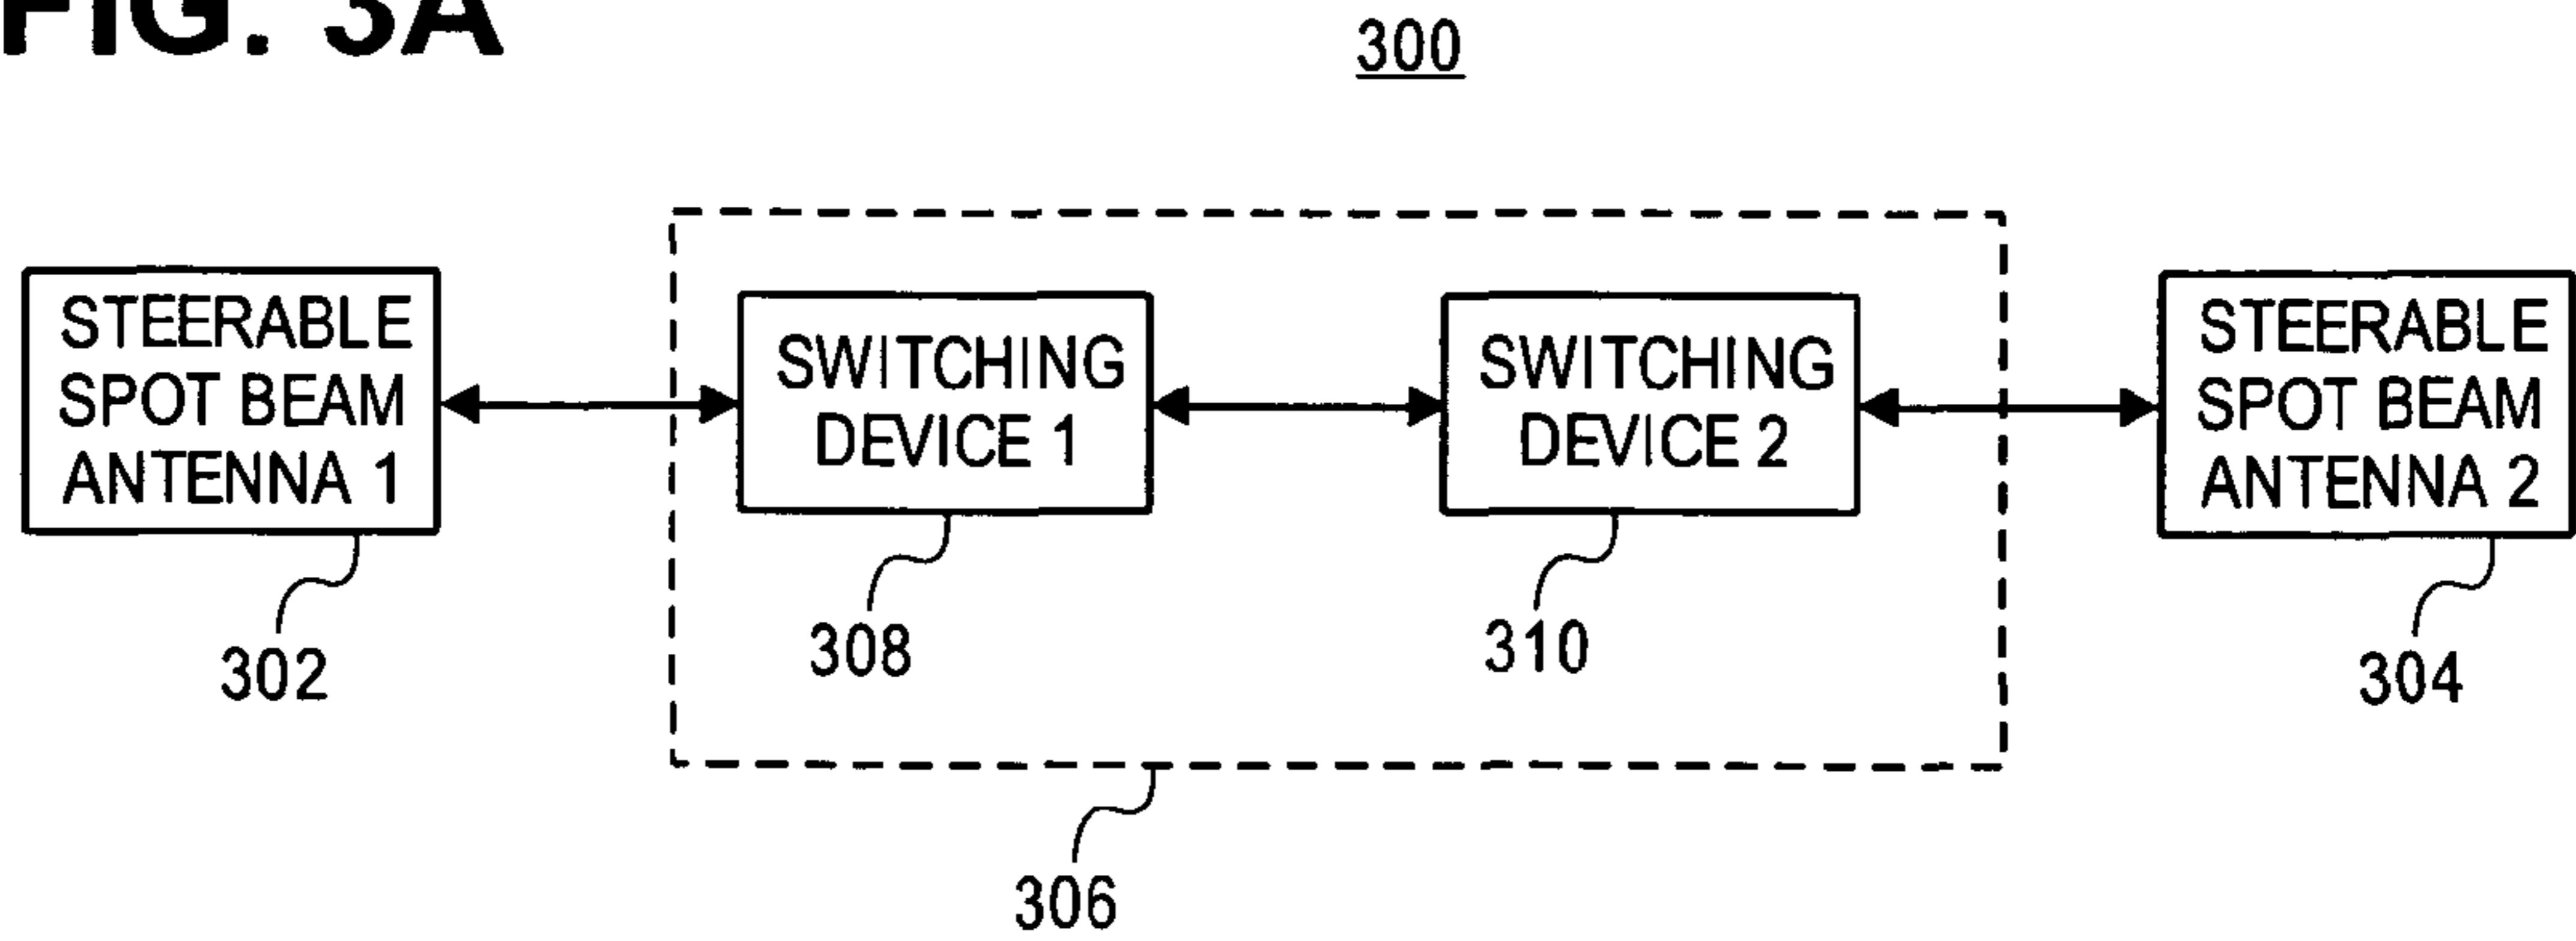 FIG. 3A
300
STEERABLE
SPOT BEAM
ANTENNA 1
SWITCHING
DEVICE 1
SWITCHING
DEVICE 2
STEERABLE
SPOT BEAM
ANTENNA 2
302
308
310
304
306